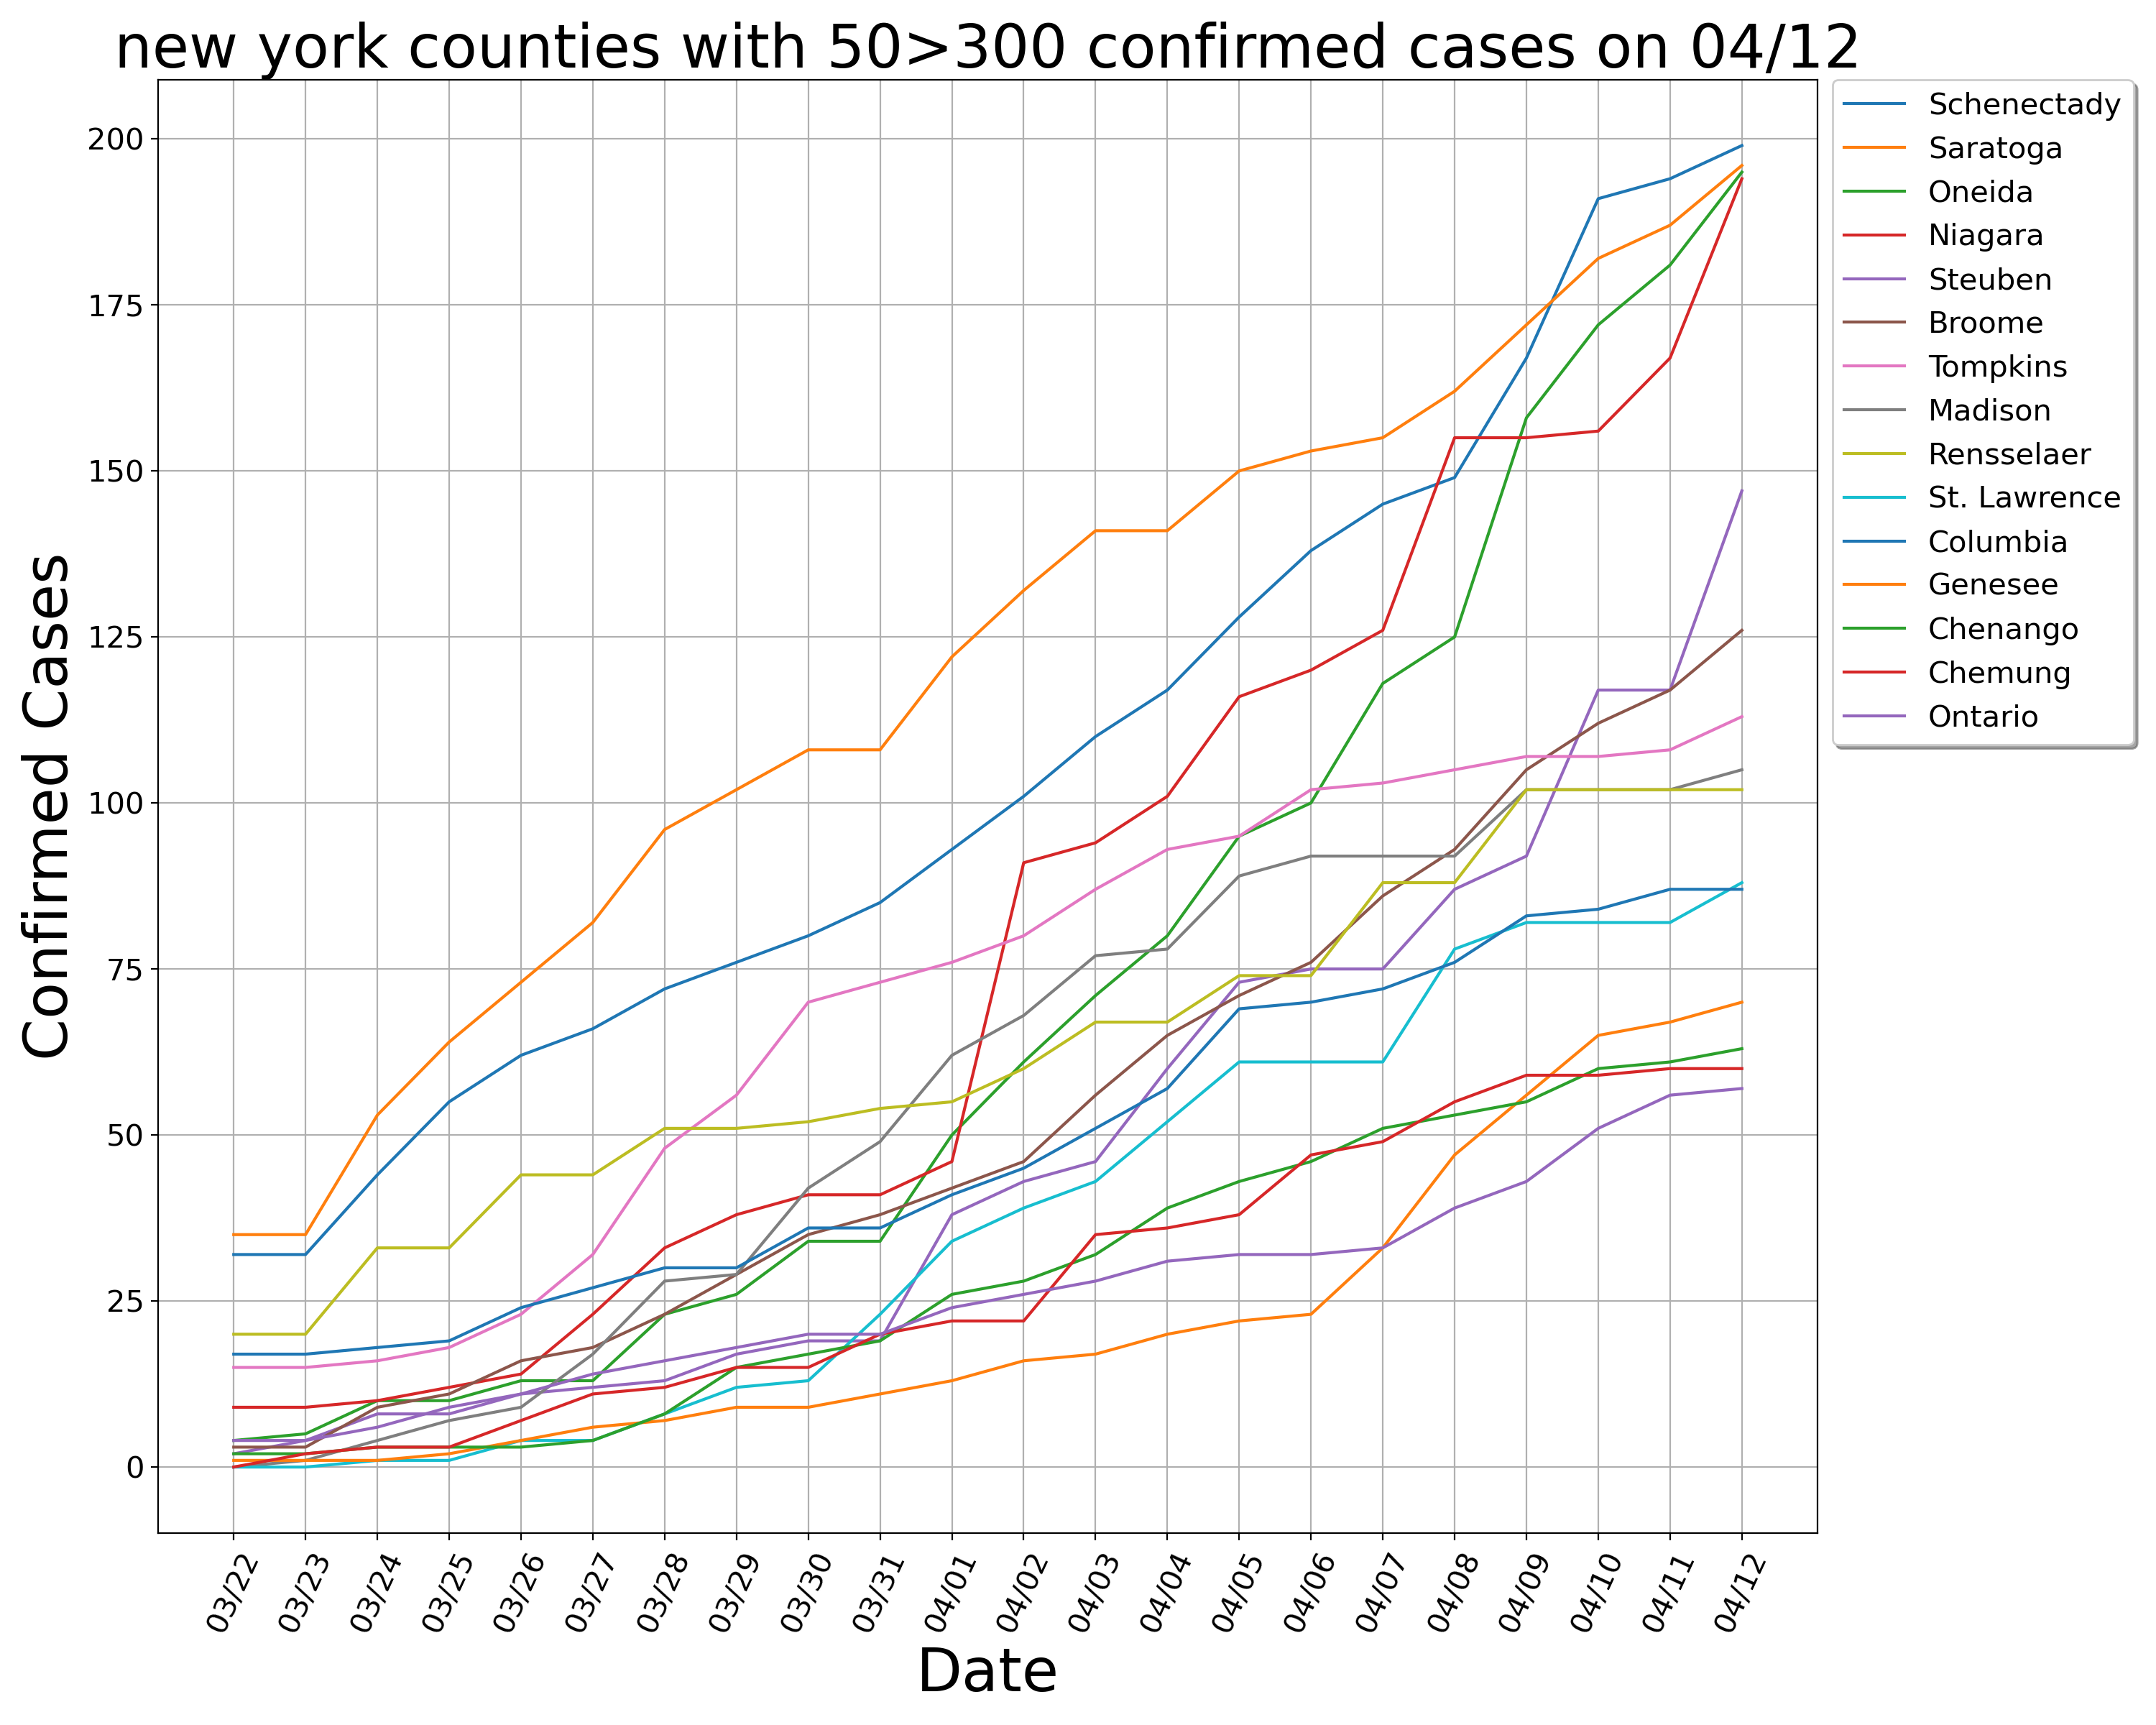 new york counties with 50>300 confirmed cases on 04/12
Confirmed Cases
200
175
150
125
100
75
50
25
0
03/22
03/23
03/24
03/25
03/26
03/27
03/28
03/29
03/30
03/31
04/01
04/02
04/03
04/04
04/05
04/06
04/07
04/08
04/09
04/10
04/11
04/12
Date
Schenectady
Saratoga
Oneida
Niagara
Steuben
Broome
Tompkins
Madison
Rensselaer
St. Lawrence
Columbia
Genesee
Chenango
Chemung
Ontario